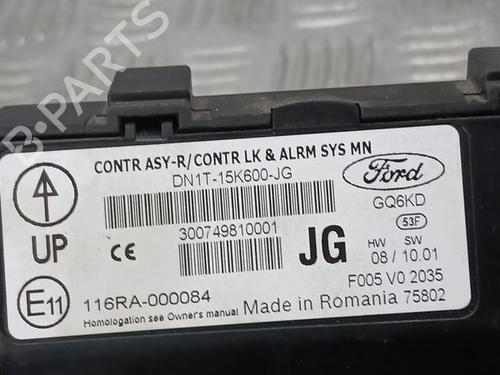 B-PARTS
CONTR ASY-R/CONTR LK & ALRM SYS MN
DN1T-15K600-JG
Ford
GQ6KD
53F
300749810001
JG
HW SW
08 / 10.01
UP
CE
E11
116RA-000084
F005 V0 2035
Homologation see Owner's manual
Made in Romania 75802